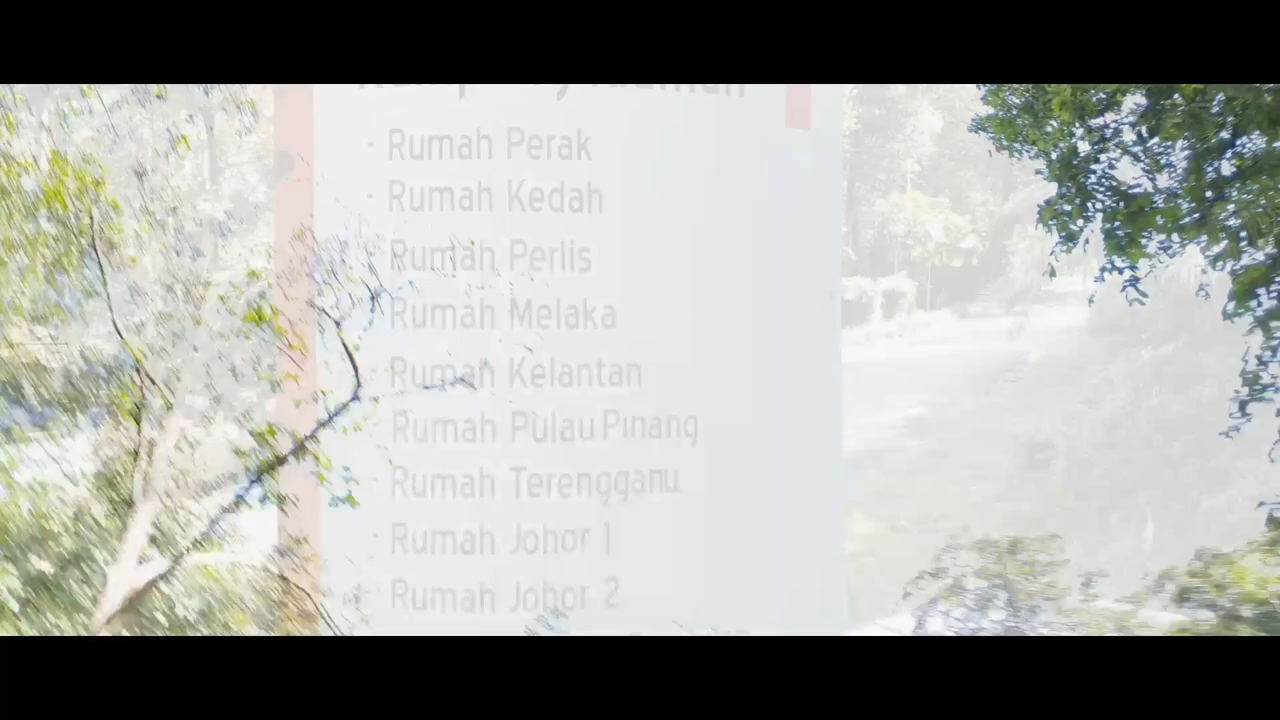 · Rumah Perak
· Rumah Kedah
Rumah Perlis
Rumah Melaka
· Rumah Kelantan
· Rumah Pulau Pinang
· Rumah Terengganu
· Rumah Johor 1
· Rumah Johor 2